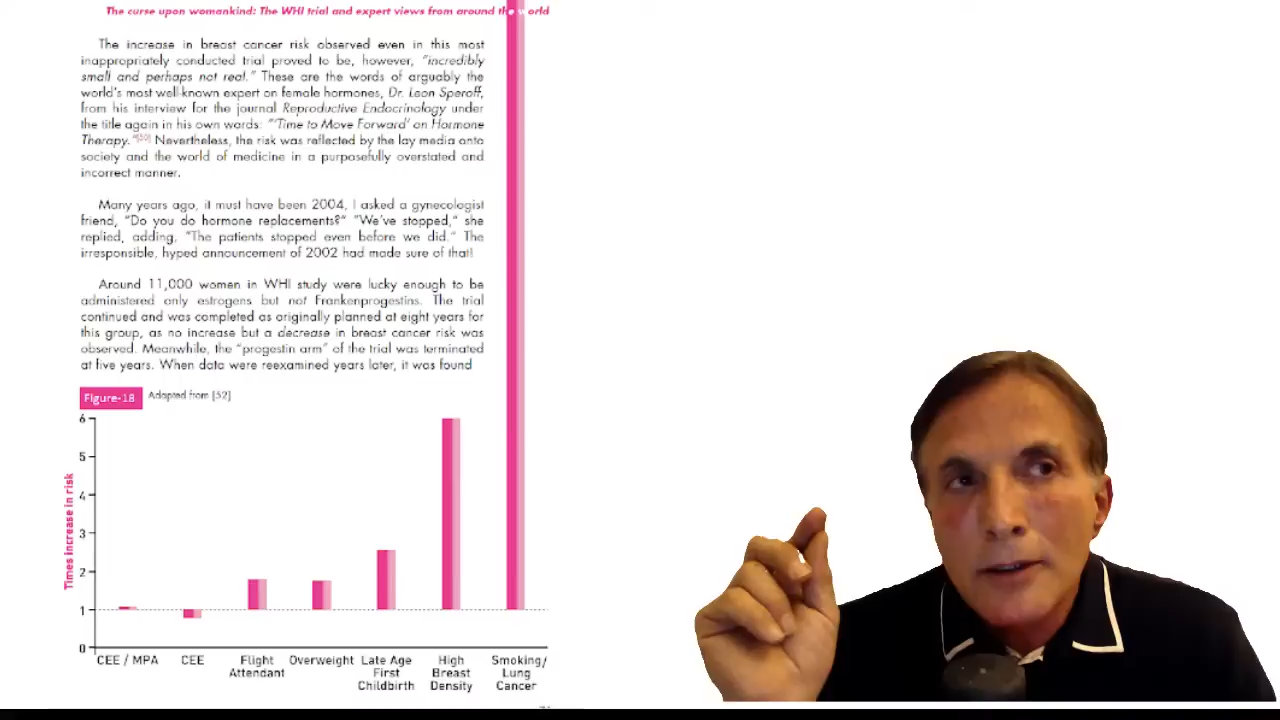 The curse upon womankind: The WHI trial and expert views from around the world
The increase in breast cancer risk observed even in this most
inappropriately conducted trial proved to be, however, "incredibly
small and perhaps not real." These are the words of arguably the
world's most well-known expert on female hormones, Dr. Leon Speroff,
from his interview for the journal Reproductive Endocrinology under
the title again in his own words: "'Time to Move Forward' on Hormone
Therapy."[50] Nevertheless, the risk was reflected by the lay media onto
society and the world of medicine in a purposefully overstated and
incorrect manner.
Many years ago, it must have been 2004, I asked a gynecologist
friend, "Do you do hormone replacements?" "We've stopped," she
replied, adding, "The patients stopped even before we did." The
irresponsible, hyped announcement of 2002 had made sure of that!
Around 11,000 women in WHI study were lucky enough to be
administered only estrogens but not Frankenprogestins. The trial
continued and was completed as originally planned at eight years for
this group, as no increase but a decrease in breast cancer risk was
observed. Meanwhile, the "progestin arm" of the trial was terminated
at five years. When data were reexamined years later, it was found
Figure-18 Adapted from [52]
Times increase in risk
6
5
4
3
2
1
0
CEE / MPA
CEE
Flight
Attendant
Overweight
Late Age
First
Childbirth
High
Breast
Density
Smoking/
Lung
Cancer